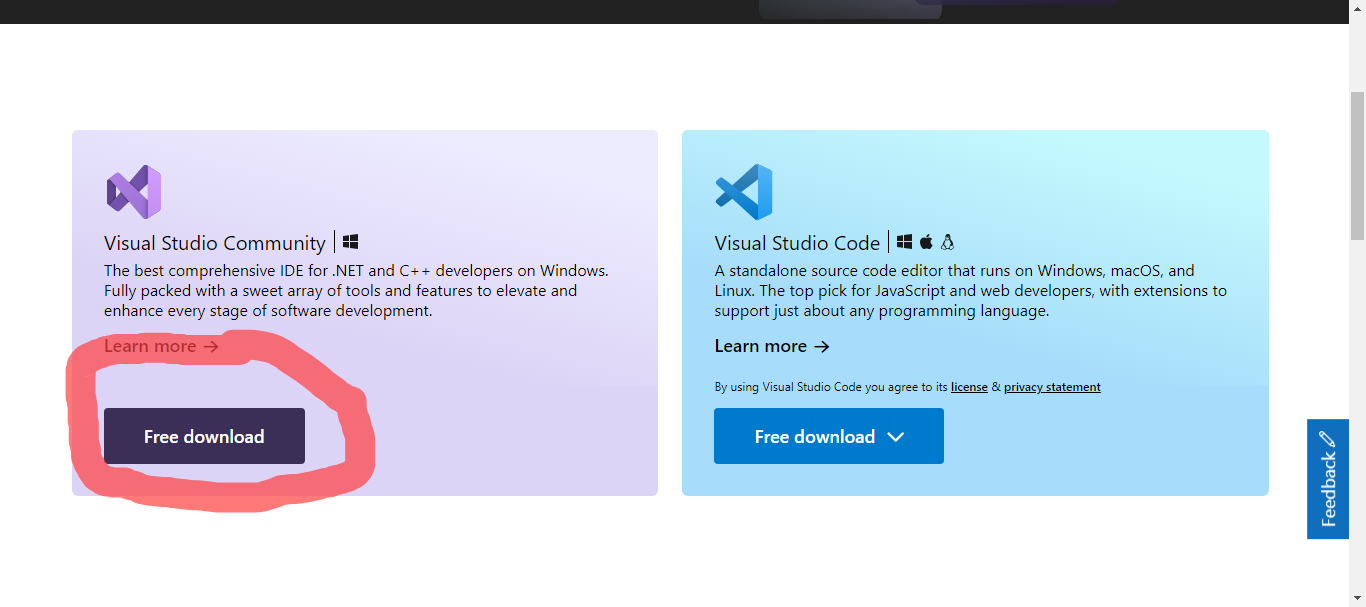 Visual Studio Community
The best comprehensive IDE for .NET and C++ developers on Windows.
Fully packed with a sweet array of tools and features to elevate and
enhance every stage of software development.
Learn more →
Free download
Visual Studio Code
A standalone source code editor that runs on Windows, macOS, and
Linux. The top pick for JavaScript and web developers, with extensions to
support just about any programming language.
Learn more →
By using Visual Studio Code you agree to its license & privacy statement
Free download
Feedback